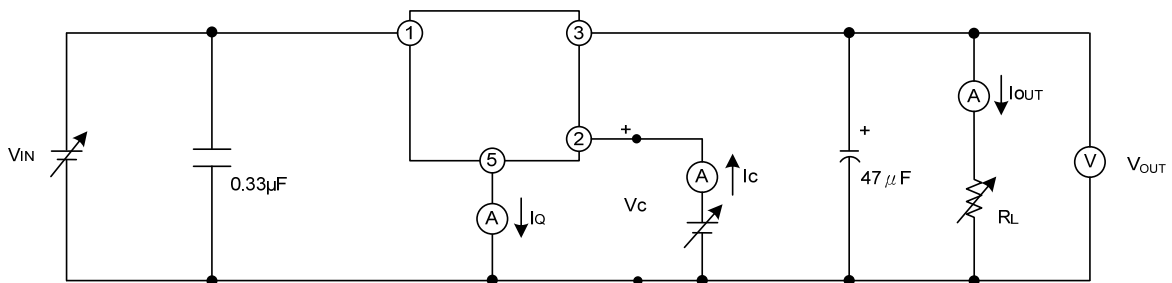 1
3
VIN
0.33μF
5
A
IQ
2
+
A
IC
VC
+
47μF
A
IOUT
RL
V
VOUT